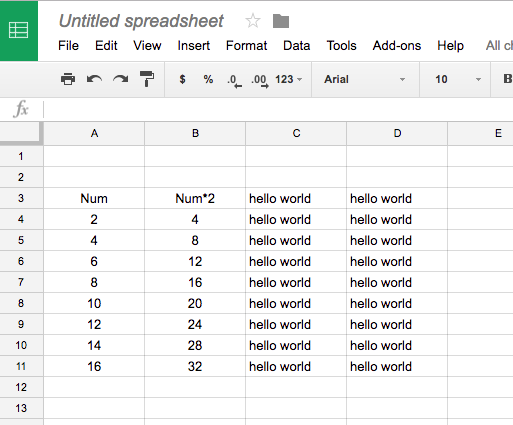 Untitled spreadsheet
File Edit View Insert Format Data Tools Add-ons Help All ch
$ % .0 .00 123 Arial 10 B
fx
A B C D E
1
2
3 Num Num*2 hello world hello world
4 2 4 hello world hello world
5 4 8 hello world hello world
6 6 12 hello world hello world
7 8 16 hello world hello world
8 10 20 hello world hello world
9 12 24 hello world hello world
10 14 28 hello world hello world
11 16 32 hello world hello world
12
13